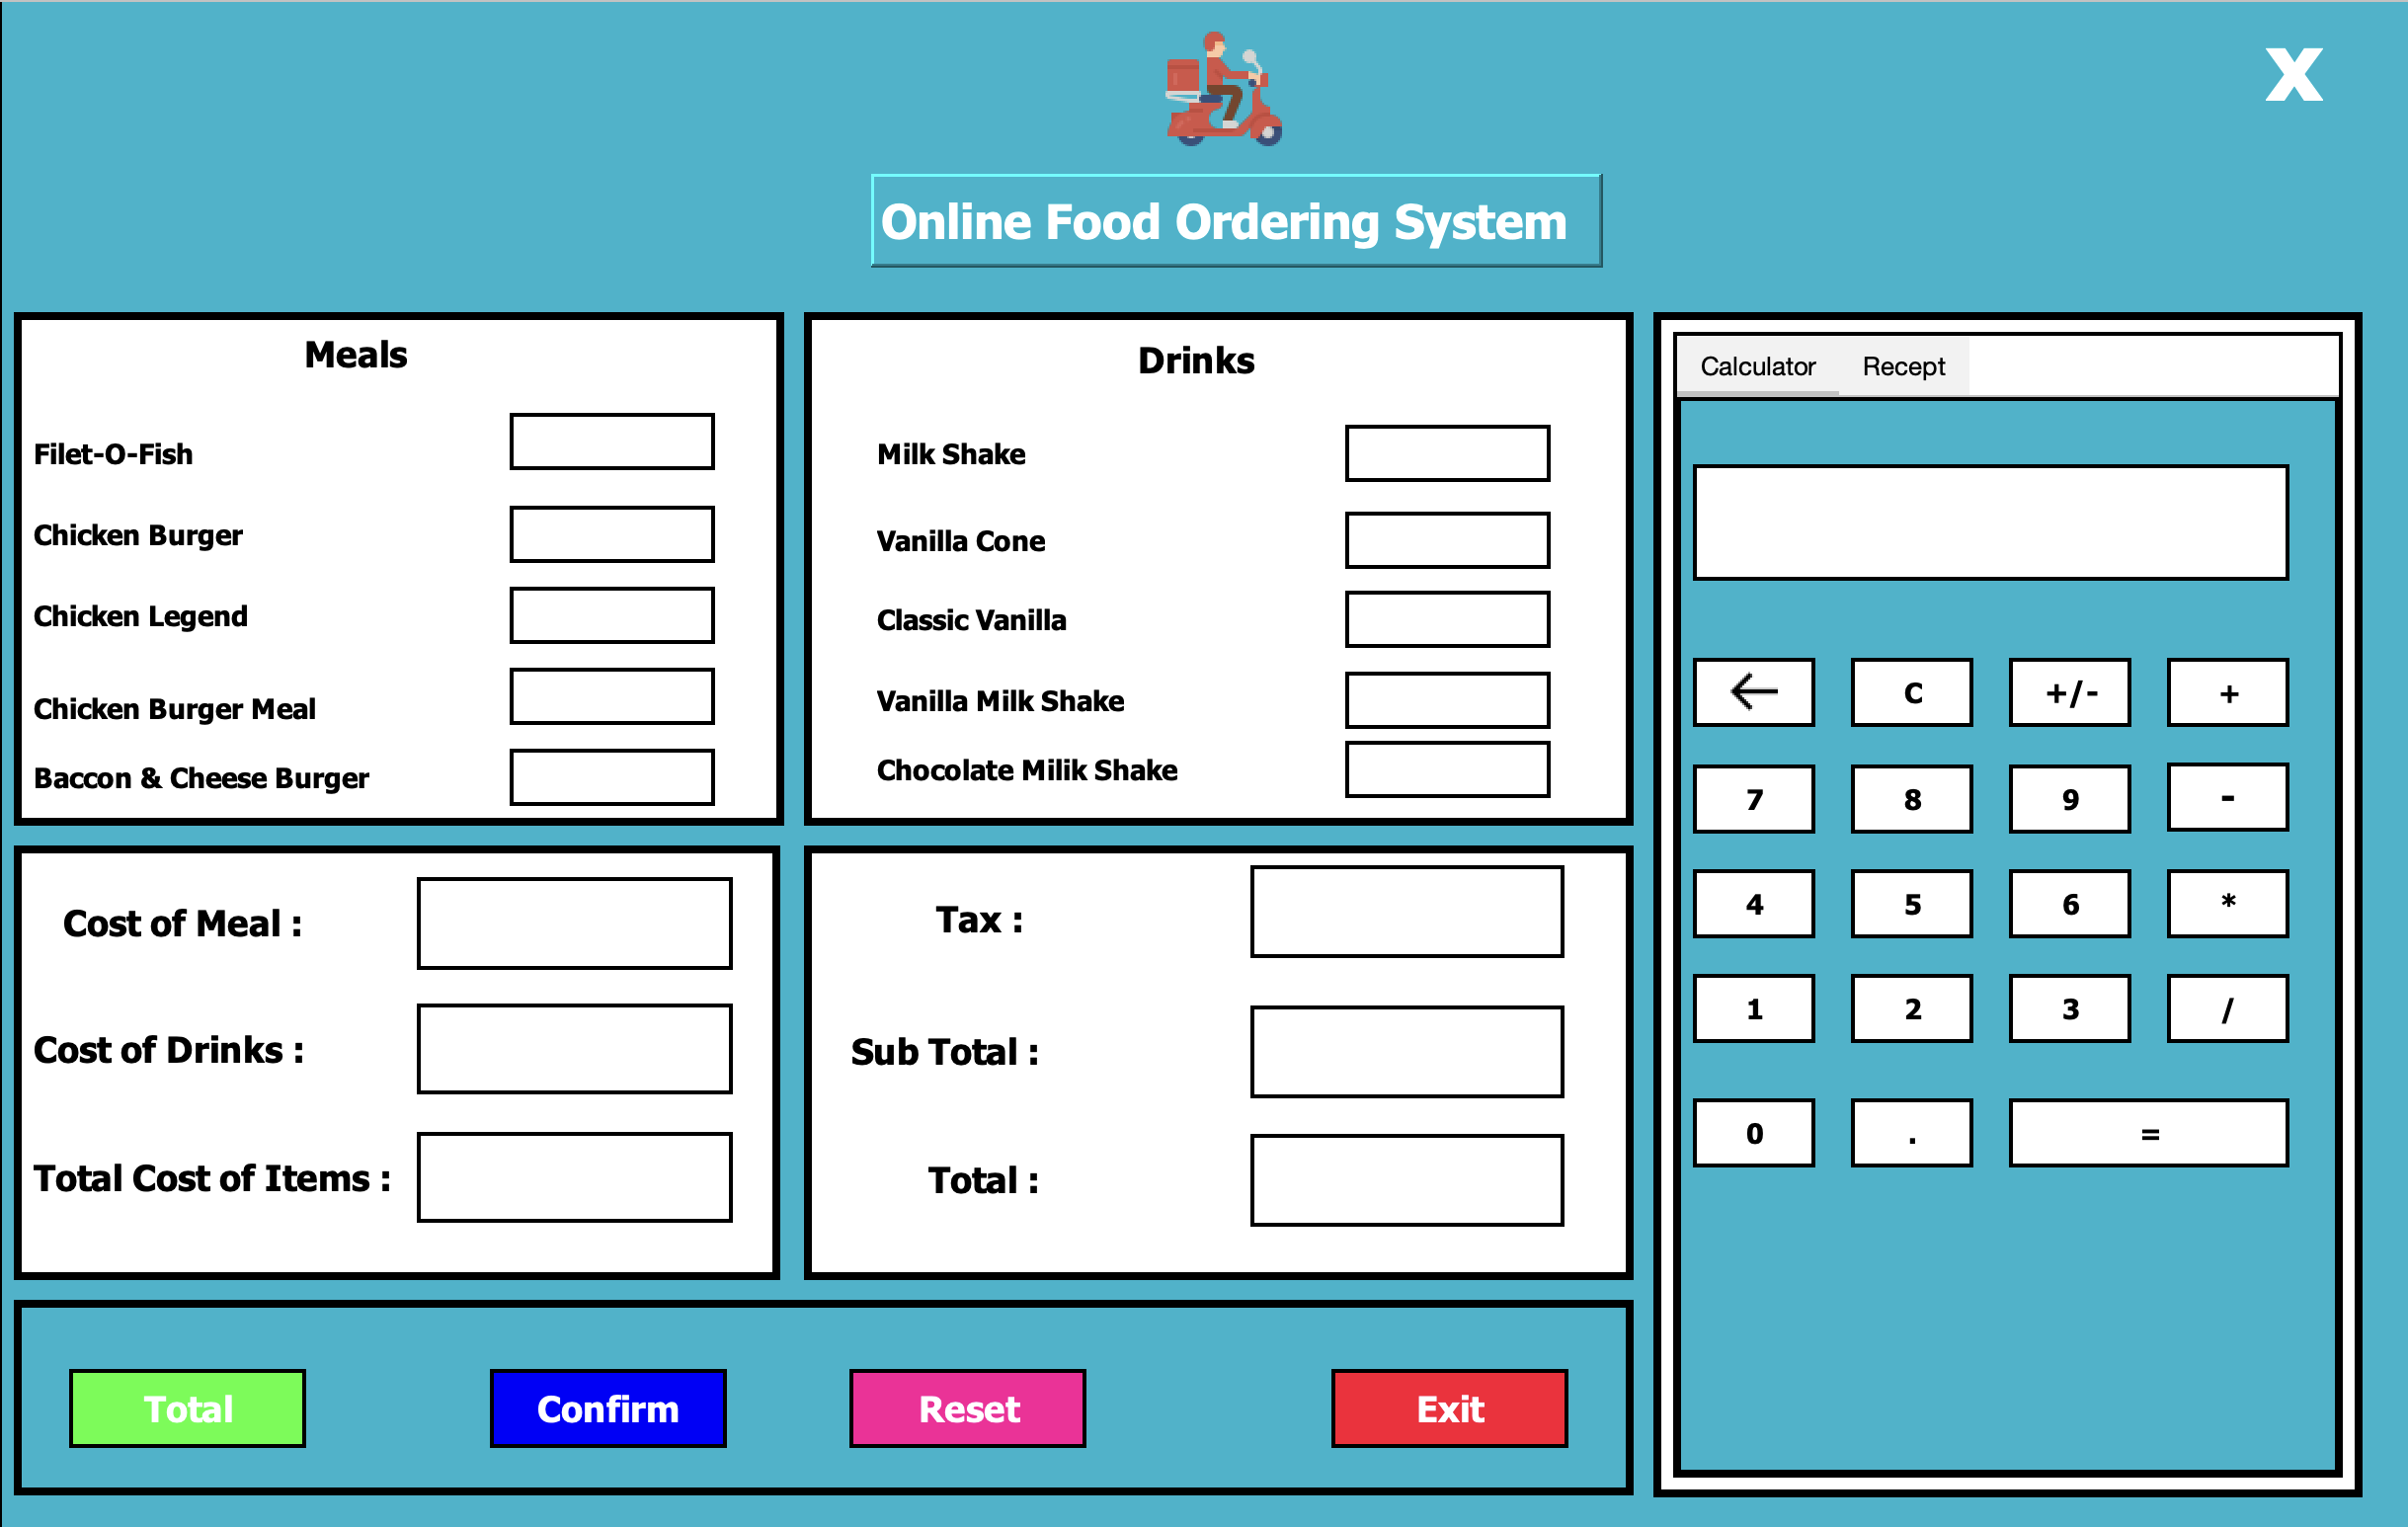 X
Online Food Ordering System
Meals
Filet-O-Fish
Chicken Burger
Chicken Legend
Chicken Burger Meal
Baccon & Cheese Burger
Drinks
Milk Shake
Vanilla Cone
Classic Vanilla
Vanilla Milk Shake
Chocolate Milik Shake
Cost of Meal :
Cost of Drinks :
Total Cost of Items :
Tax :
Sub Total :
Total :
Total Confirm Reset Exit
Calculator Recept
← C +/- +
7 8 9 -
4 5 6 *
1 2 3 /
0 . =